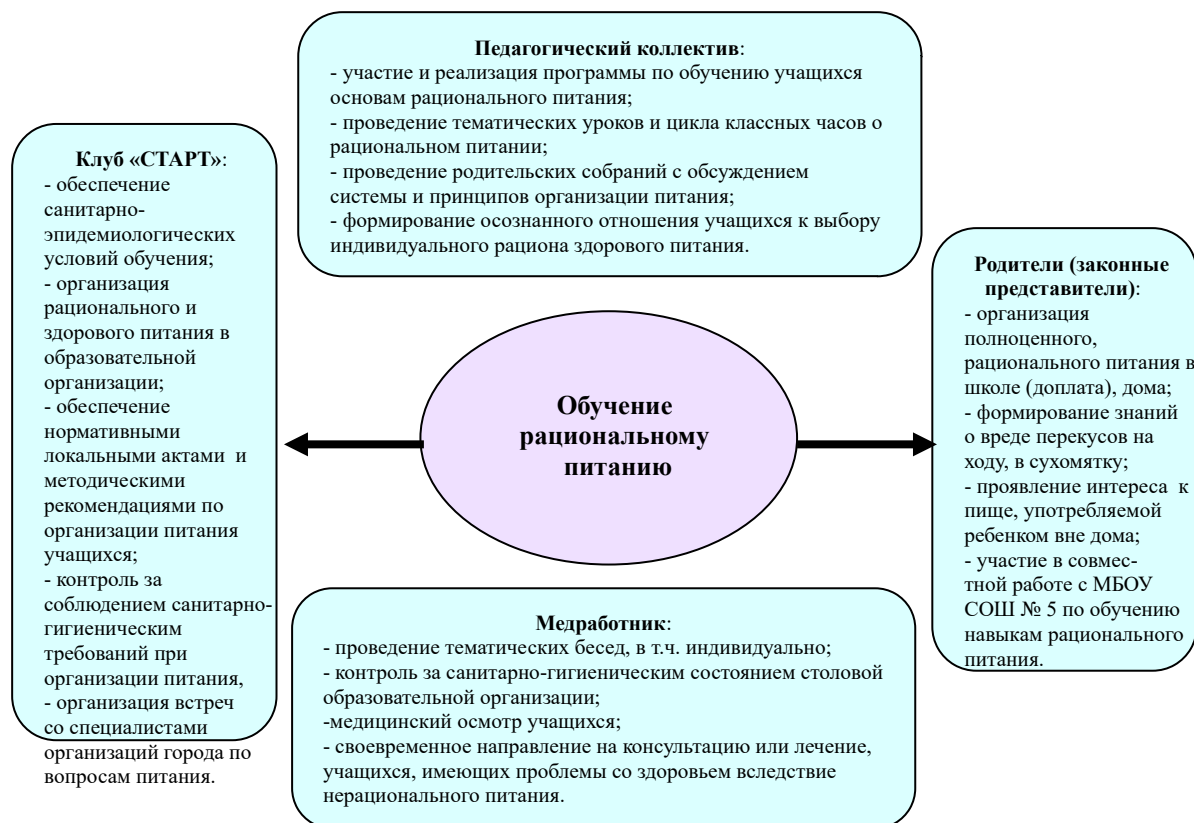 Педагогический коллектив:
- участие и реализация программы по обучению учащихся
основам рационального питания;
- проведение тематических уроков и цикла классных часов о
рациональном питании;
- проведение родительских собраний с обсуждением
системы и принципов организации питания;
- формирование осознанного отношения учащихся к выбору
индивидуального рациона здорового питания.
Клуб «СТАРТ»:
- обеспечение
санитарно-
эпидемиологических
условий обучения;
- организация
рационального и
здорового питания в
образовательной
организации;
- обеспечение
нормативными
локальными актами  и
методическими
рекомендациями по
организации питания
учащихся;
- контроль за
соблюдением санитарно-
гигиеническим
требований при
организации питания,
- организация встреч
со специалистами
организаций города по
вопросам питания.
Обучение
рациональному
питанию
Родители (законные
представители):
- организация
полноценного,
рационального питания в
школе (доплата), дома;
- формирование знаний
о вреде перекусов на
ходу, в сухомятку;
- проявление интереса  к
пище, употребляемой
ребенком вне дома;
- участие в совмес-
тной работе с МБОУ
СОШ № 5 по обучению
навыкам рационального
питания.
Медработник:
- проведение тематических бесед, в т.ч. индивидуально;
- контроль за санитарно-гигиеническим состоянием столовой
образовательной организации;
-медицинский осмотр учащихся;
- своевременное направление на консультацию или лечение,
учащихся, имеющих проблемы со здоровьем вследствие
нерационального питания.